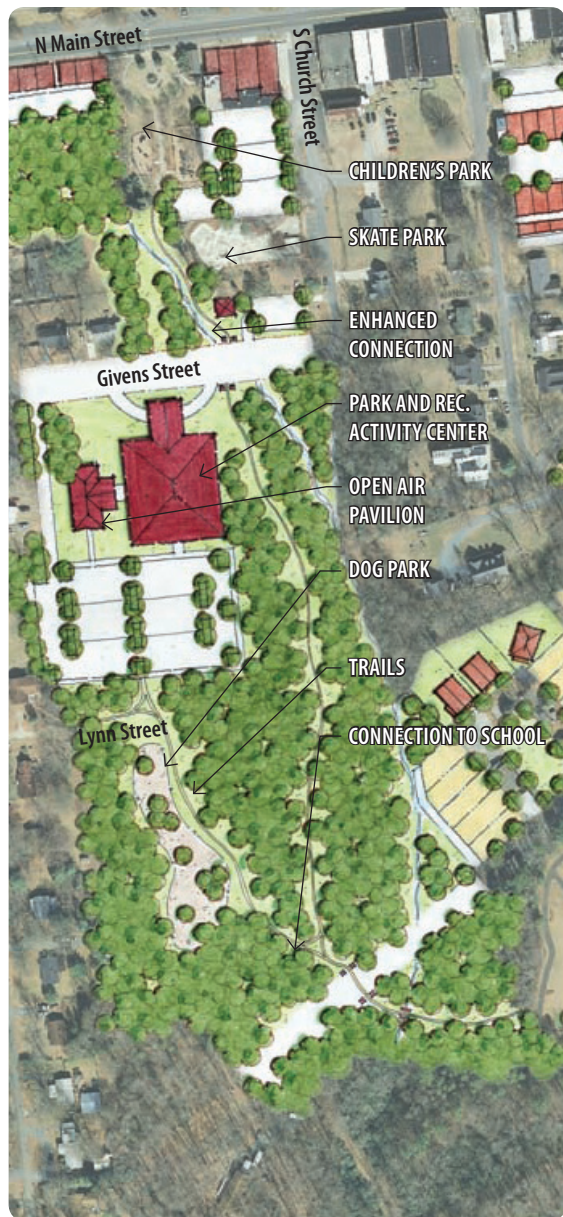 N Main Street
S Church Street
CHILDREN'S PARK
SKATE PARK
ENHANCED
CONNECTION
Givens Street
PARK AND REC.
ACTIVITY CENTER
OPEN AIR
PAVILION
DOG PARK
TRAILS
Lynn Street
CONNECTION TO SCHOOL